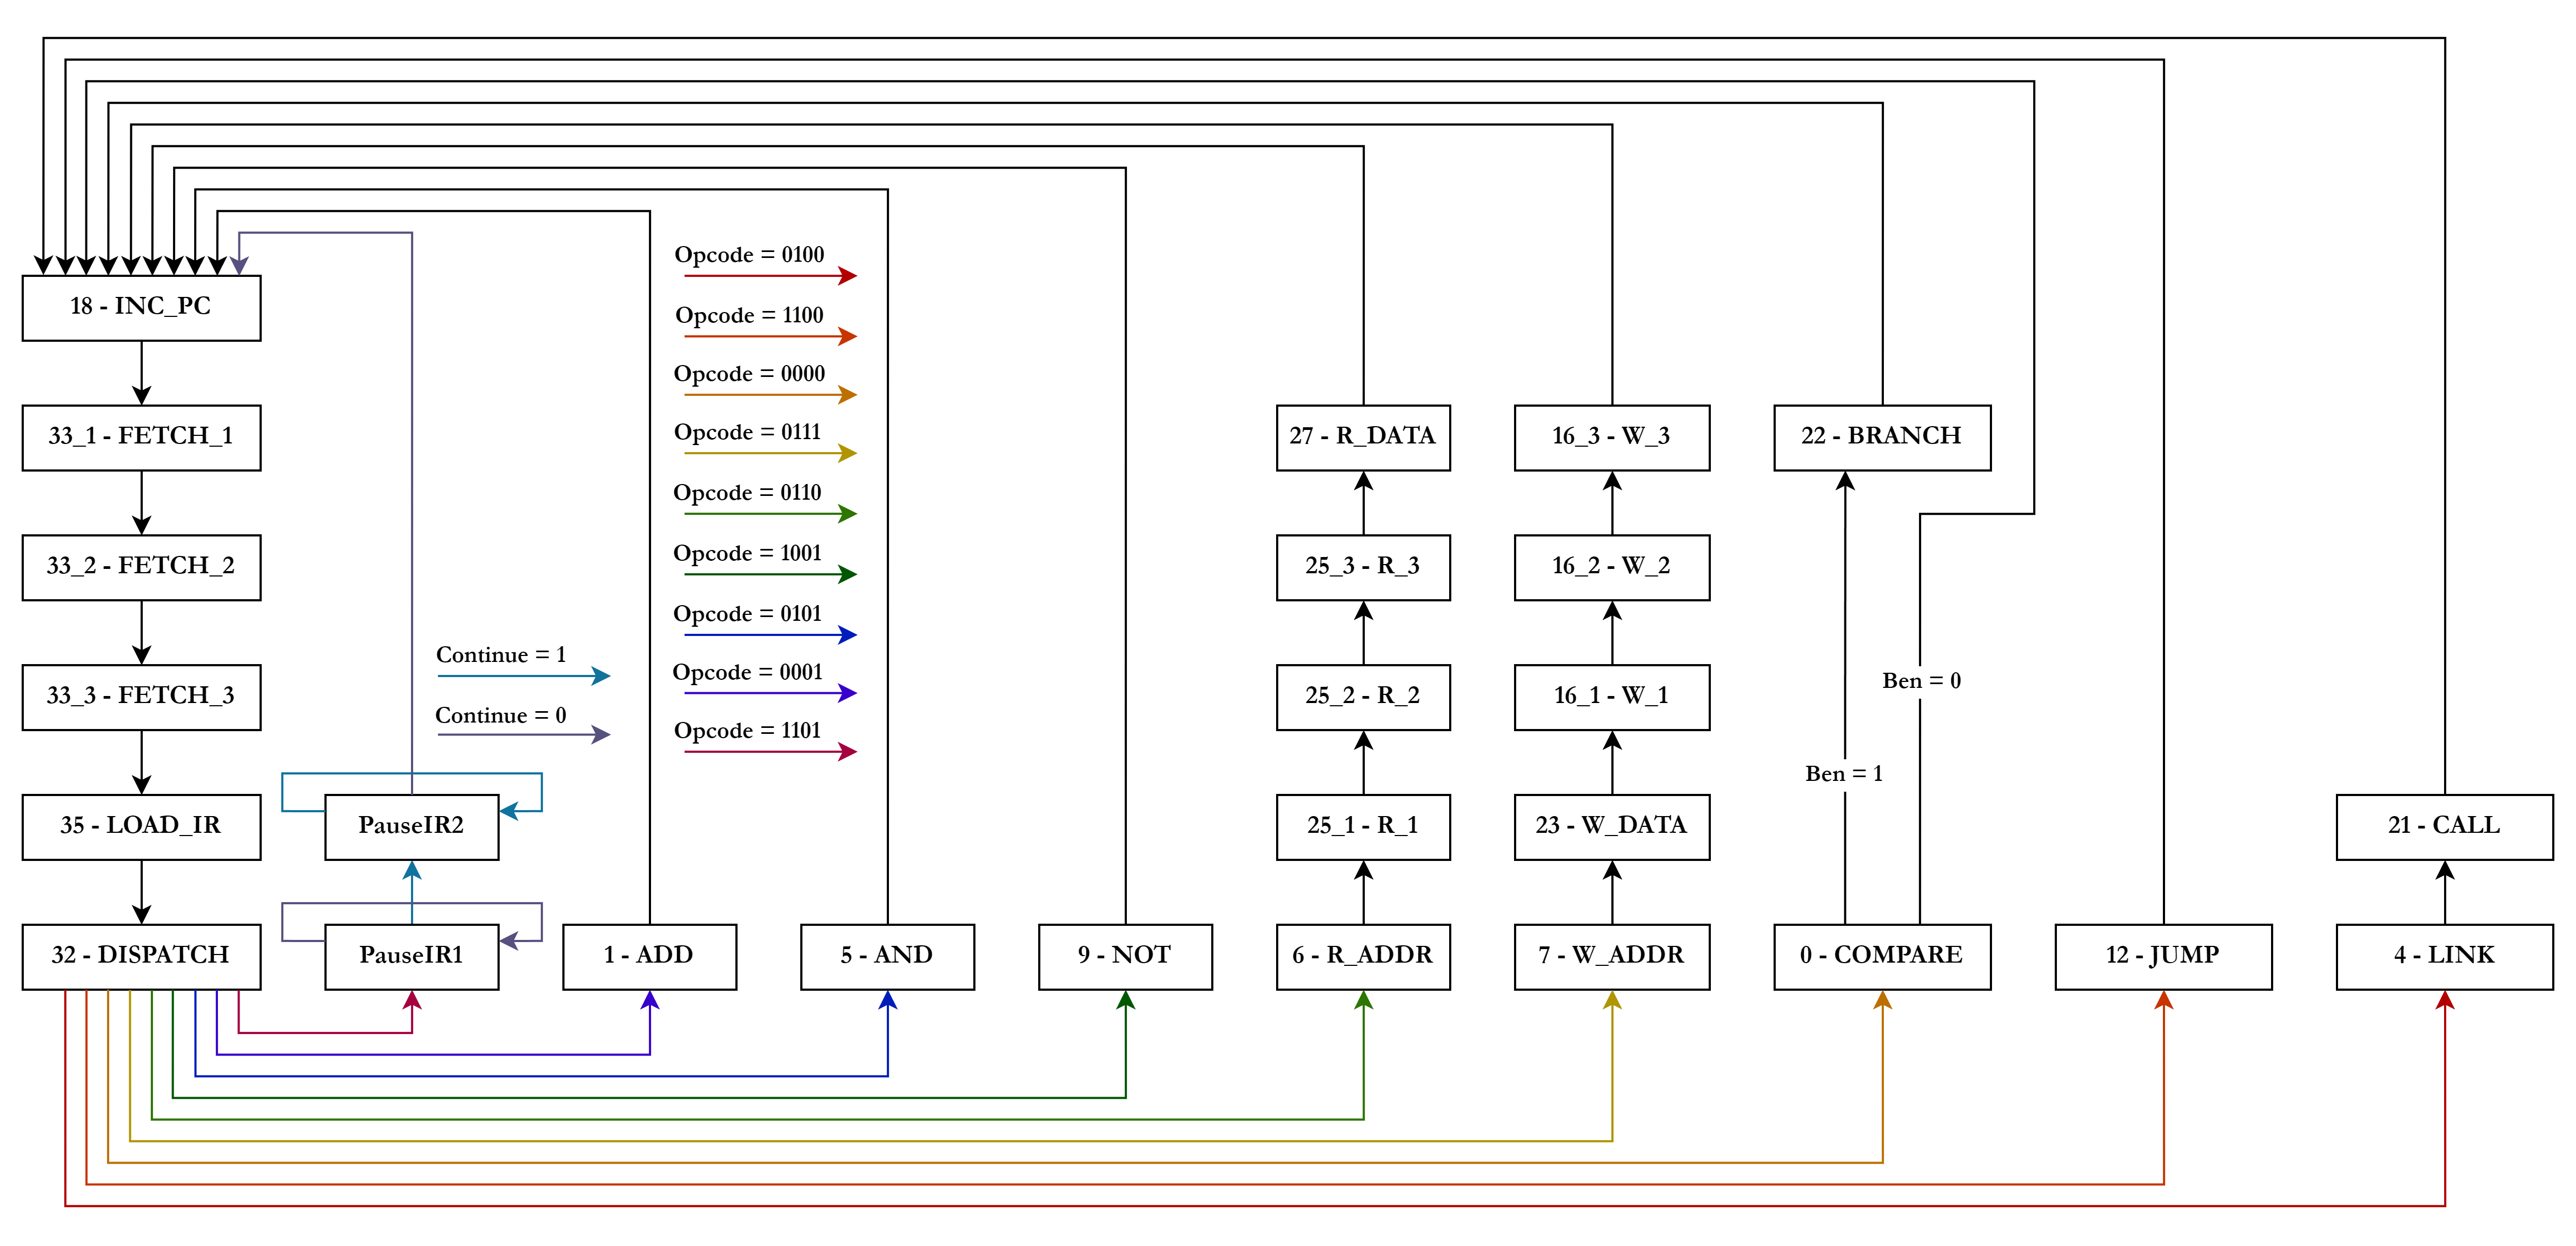 Opcode = 0100
Opcode = 1100
Opcode = 0000
Opcode = 0111
Opcode = 0110
Opcode = 1001
Opcode = 0101
Opcode = 0001
Opcode = 1101
Continue = 1
Continue = 0
18 - INC_PC
33_1 - FETCH_1
33_2 - FETCH_2
33_3 - FETCH_3
35 - LOAD_IR
32 - DISPATCH
PauseIR2
PauseIR1
1 - ADD
5 - AND
9 - NOT
27 - R_DATA
25_3 - R_3
25_2 - R_2
25_1 - R_1
6 - R_ADDR
16_3 - W_3
16_2 - W_2
16_1 - W_1
23 - W_DATA
7 - W_ADDR
22 - BRANCH
Ben = 0
Ben = 1
0 - COMPARE
12 - JUMP
21 - CALL
4 - LINK